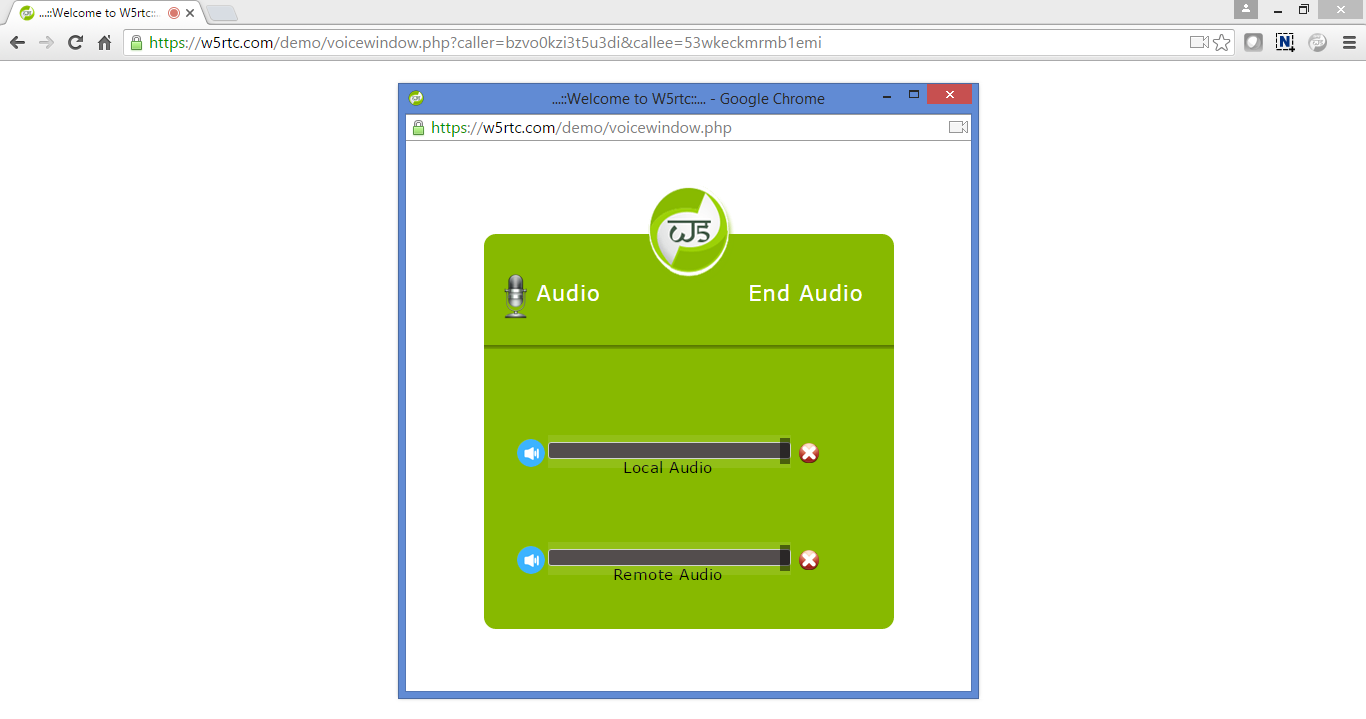 ...::Welcome to W5rtc::..
https://w5rtc.com/demo/voicewindow.php?caller=bzvo0kzi3t5u3di&callee=53wkeckmrmb1emi
N
...::Welcome to W5rtc::... - Google Chrome
https://w5rtc.com/demo/voicewindow.php
Audio
End Audio
Local Audio
Remote Audio